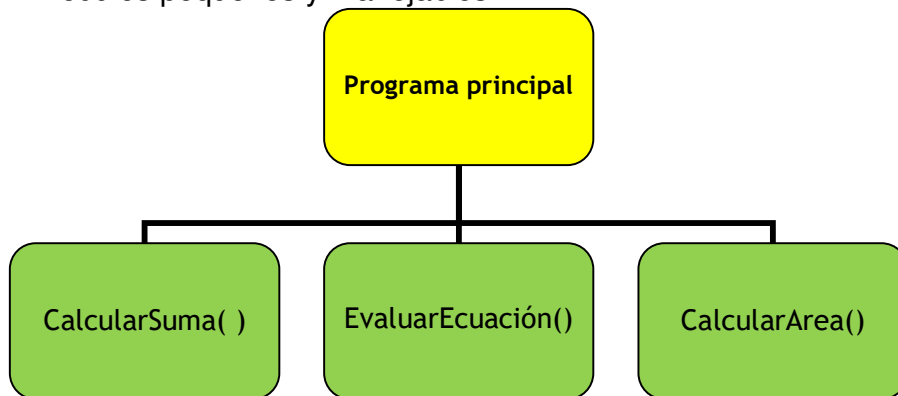 Programa principal
CalcularSuma( )
EvaluarEcuación()
CalcularArea()